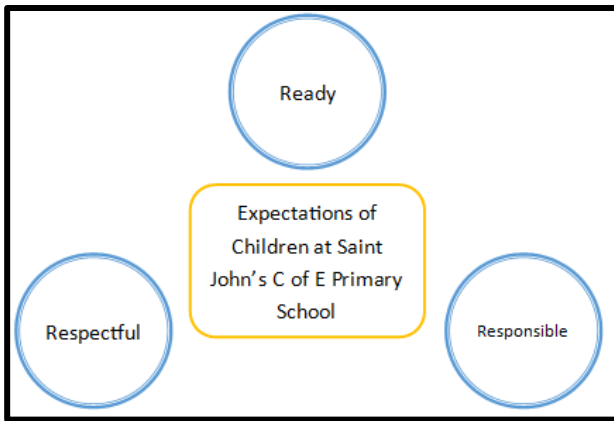 Ready
Expectations of
Children at Saint
John's C of E Primary
School
Respectful
Responsible